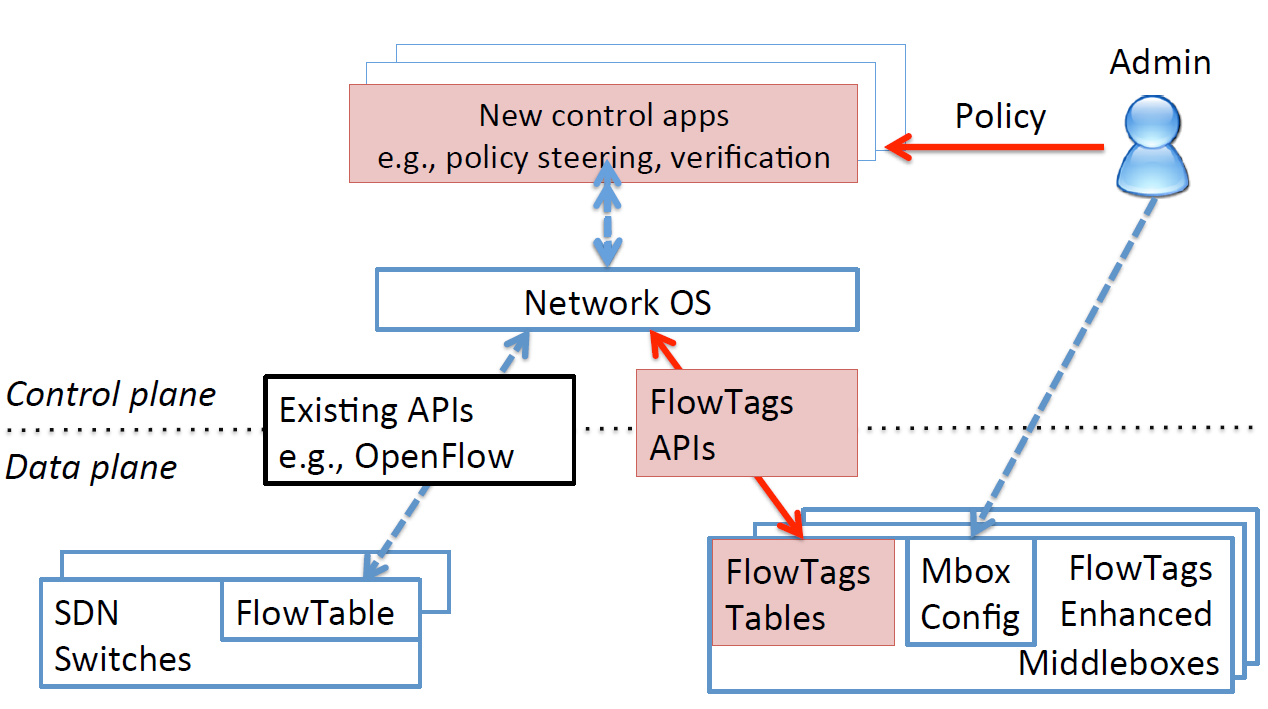 Admin
Policy
New control apps
e.g., policy steering, verification
Network OS
Control plane
Data plane
Existing APIs
e.g., OpenFlow
FlowTags
APIs
SDN
Switches
FlowTable
FlowTags
Tables
Mbox
Config
FlowTags
Enhanced
Middleboxes